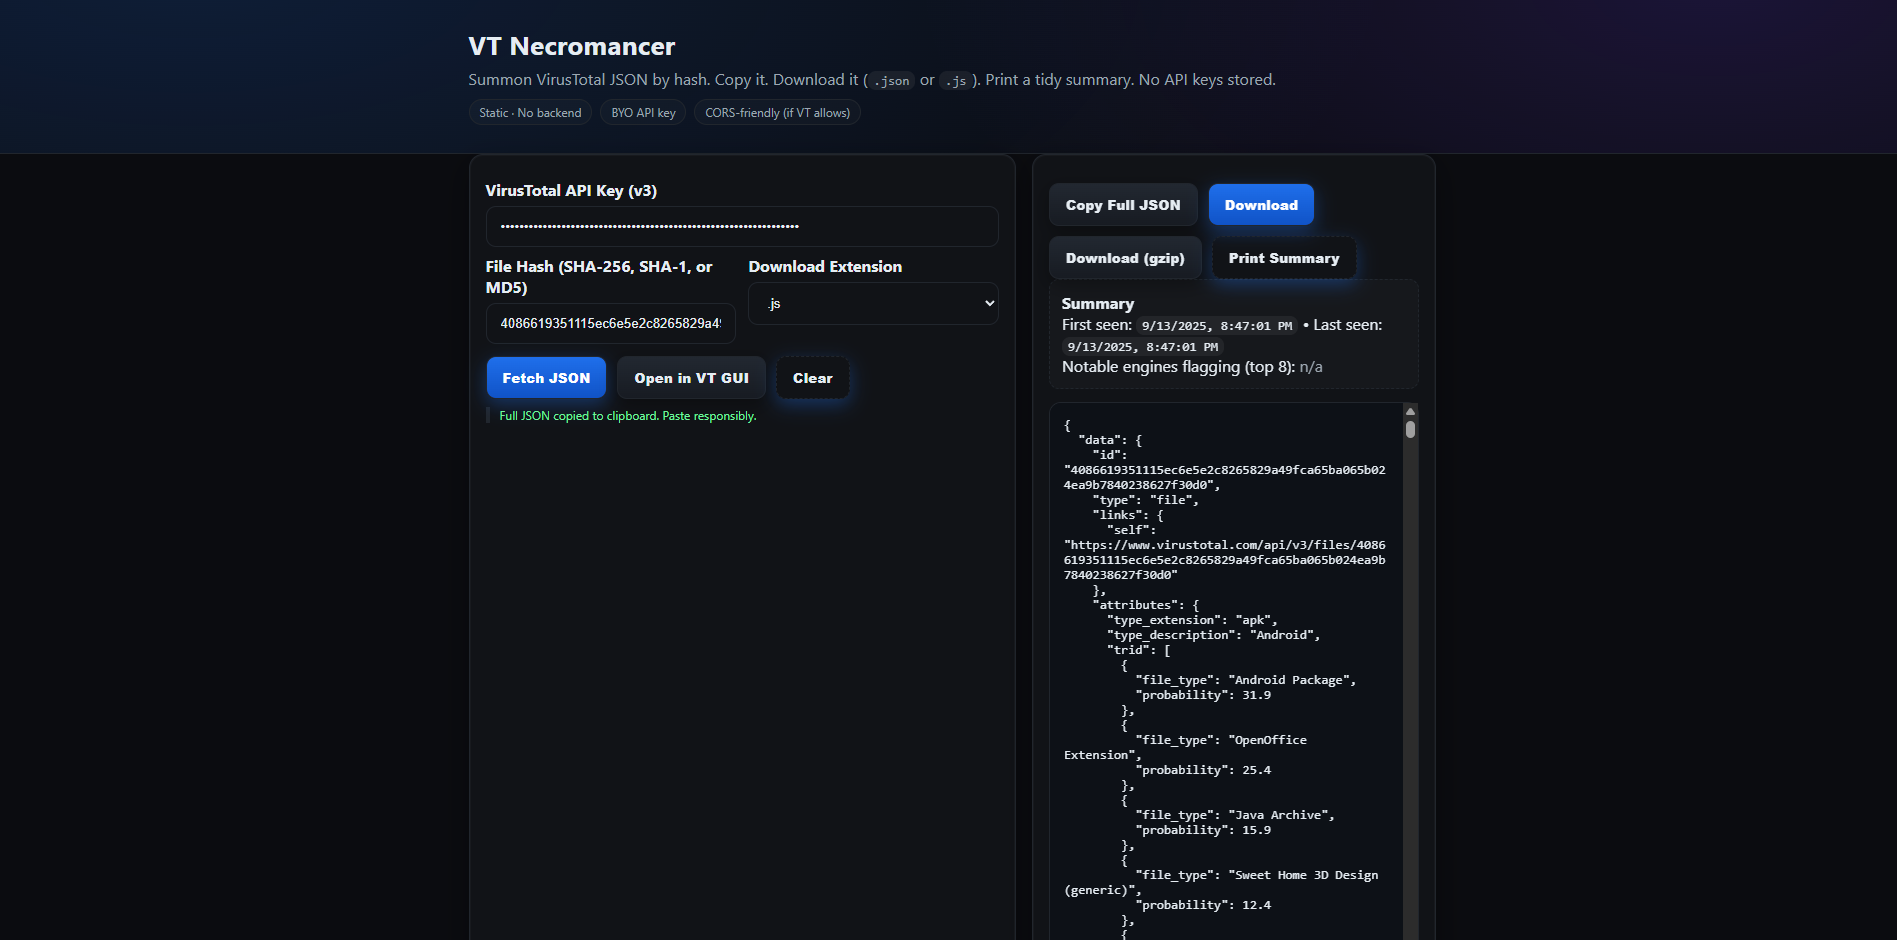 VT Necromancer
Summon VirusTotal JSON by hash. Copy it. Download it ( .json or .js ). Print a tidy summary. No API keys stored.
Static · No backend
BYO API key
CORS-friendly (if VT allows)
VirusTotal API Key (v3)
File Hash (SHA-256, SHA-1, or
MD5)
4086619351115ec6e5e2c8265829a49
Download Extension
.js
Fetch JSON
Open in VT GUI
Clear
Full JSON copied to clipboard. Paste responsibly.
Copy Full JSON
Download
Download (gzip)
Print Summary
Summary
First seen: 9/13/2025, 8:47:01 PM • Last seen:
9/13/2025, 8:47:01 PM
Notable engines flagging (top 8): n/a
{
"data": {
"id":
"4086619351115ec6e5e2c8265829a49fca65ba065b02
4ea9b7840238627f30d0",
"type": "file",
"links": {
"self":
"https://www.virustotal.com/api/v3/files/4086
619351115ec6e5e2c8265829a49fca65ba065b024ea9b
7840238627f30d0"
},
"attributes": {
"type_extension": "apk",
"type_description": "Android",
"trid": [
{
"file_type": "Android Package",
"probability": 31.9
},
{
"file_type": "OpenOffice
Extension",
"probability": 25.4
},
{
"file_type": "Java Archive",
"probability": 15.9
},
{
"file_type": "Sweet Home 3D Design
(generic)",
"probability": 12.4
},
{